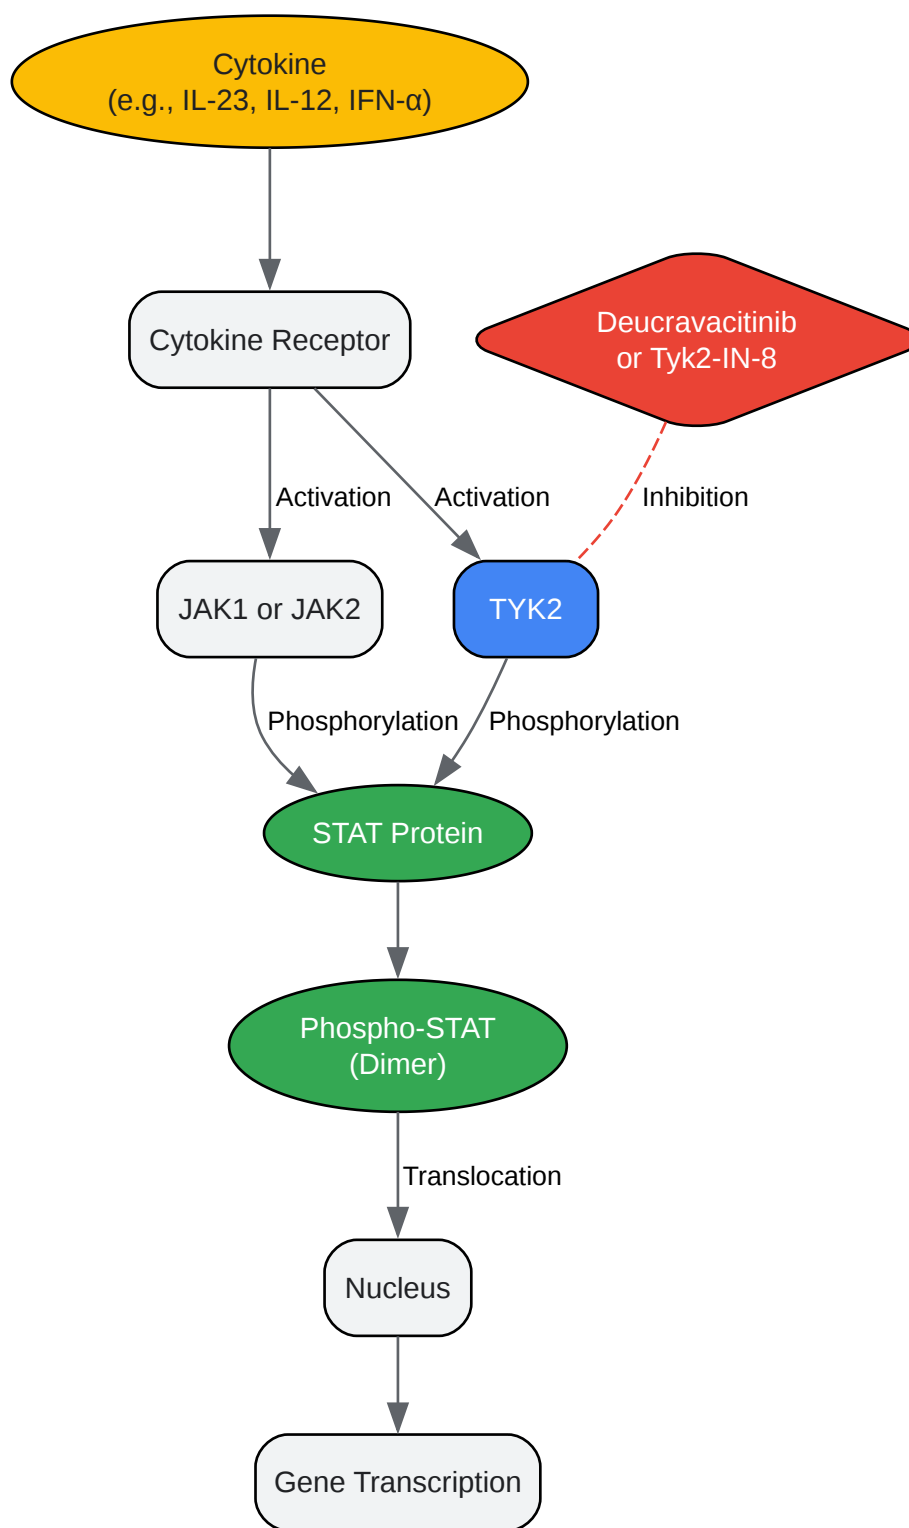 Cytokine
(e.g., IL-23, IL-12, IFN-α)
Cytokine Receptor
Deucravacitinib
or Tyk2-IN-8
Activation
Activation
Inhibition
JAK1 or JAK2
TYK2
Phosphorylation
Phosphorylation
STAT Protein
Phospho-STAT
(Dimer)
Translocation
Nucleus
Gene Transcription